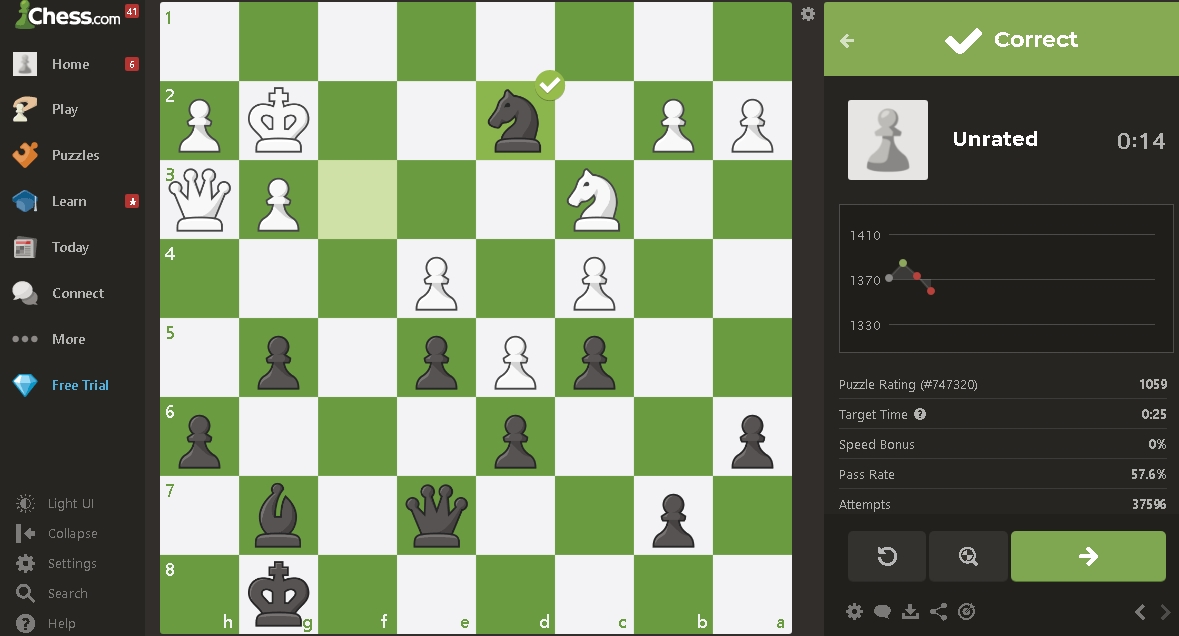 Chess.com 41
Home 6
Play
Puzzles
Learn
Today
Connect
More
Free Trial
Light UI
Collapse
Settings
Search
Help
1
2
3
4
5
6
7
8
h g f e d c b a
Correct
Unrated 0:14
1410
1370
1330
Puzzle Rating (#747320) 1059
Target Time 0:25
Speed Bonus 0%
Pass Rate 57.6%
Attempts 37596